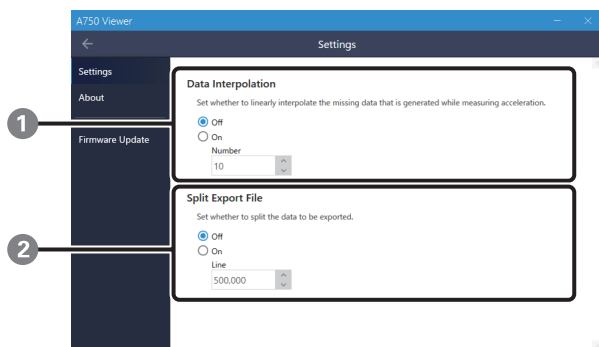 A750 Viewer
Settings
Settings
About
Firmware Update
1
Data Interpolation
Set whether to linearly interpolate the missing data that is generated while measuring acceleration.
Off
On
Number
10
2
Split Export File
Set whether to split the data to be exported.
Off
On
Line
500,000